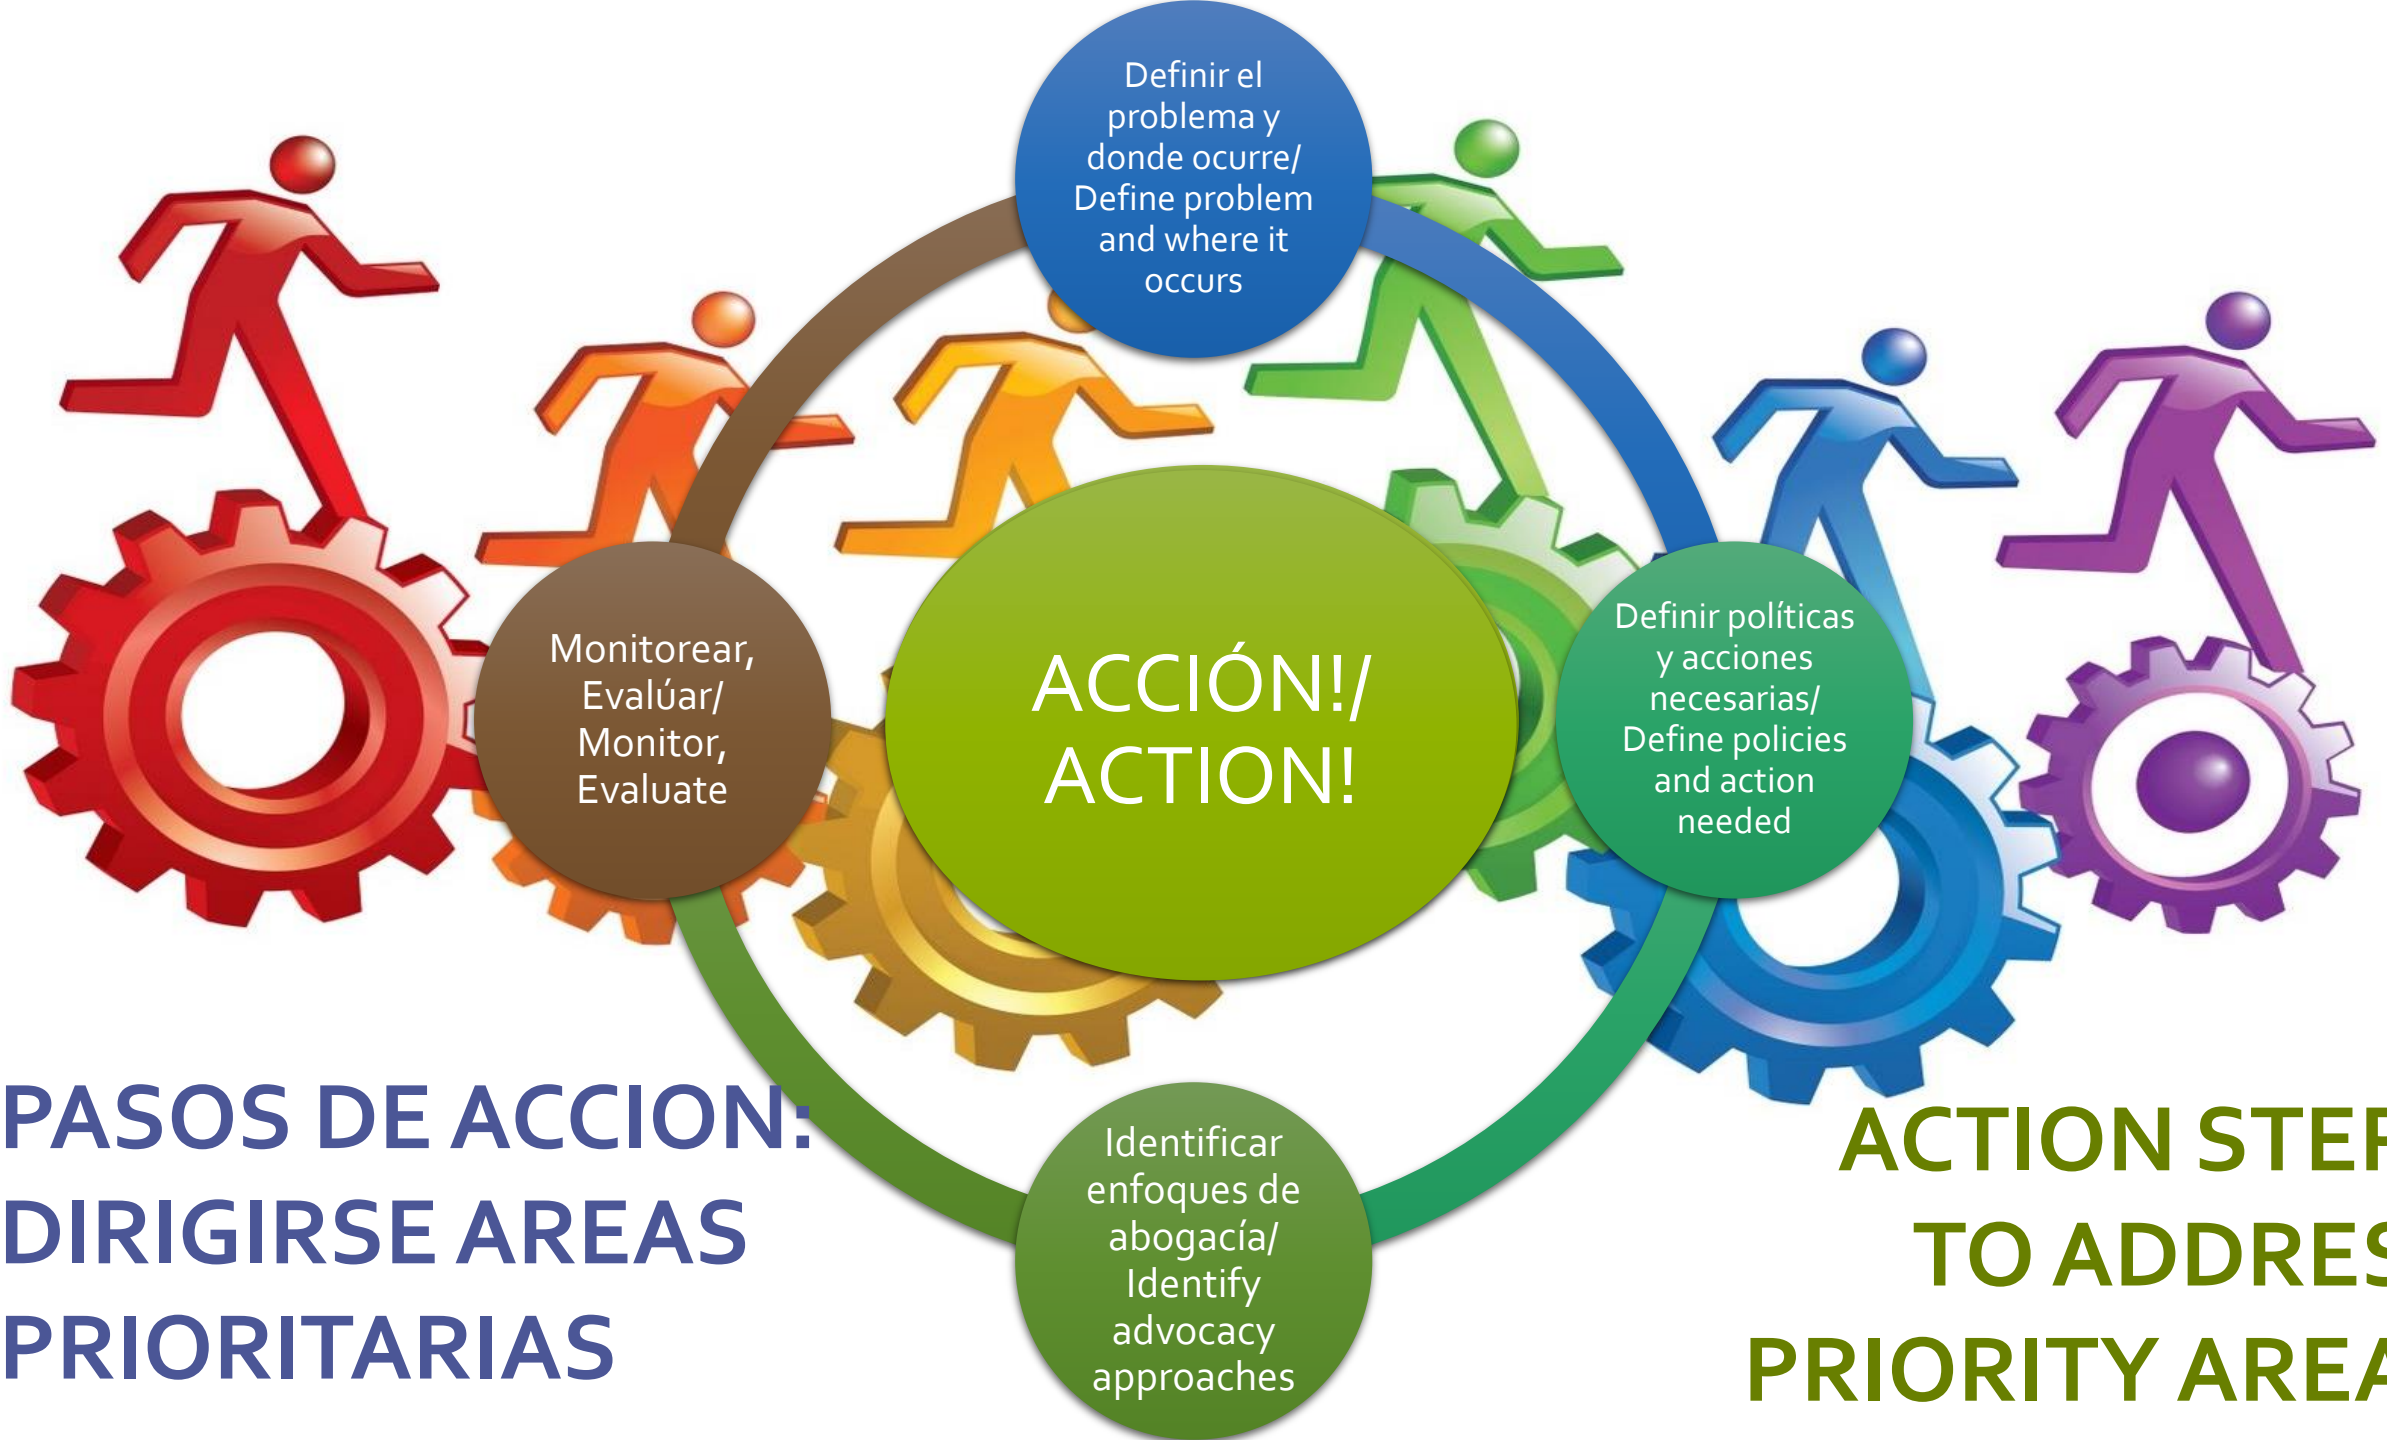 Definir el
problema y
donde ocurre/
Define problem
and where it
occurs
Definir políticas
y acciones
necesarias/
Define policies
and action
needed
Identificar
enfoques de
abogacía/
Identify
advocacy
approaches
Monitorear,
Evalúar/
Monitor,
Evaluate
ACCIÓN!/
ACTION!
PASOS DE ACCION:
DIRIGIRSE AREAS
PRIORITARIAS
ACTION STEP
TO ADDRES
PRIORITY AREA